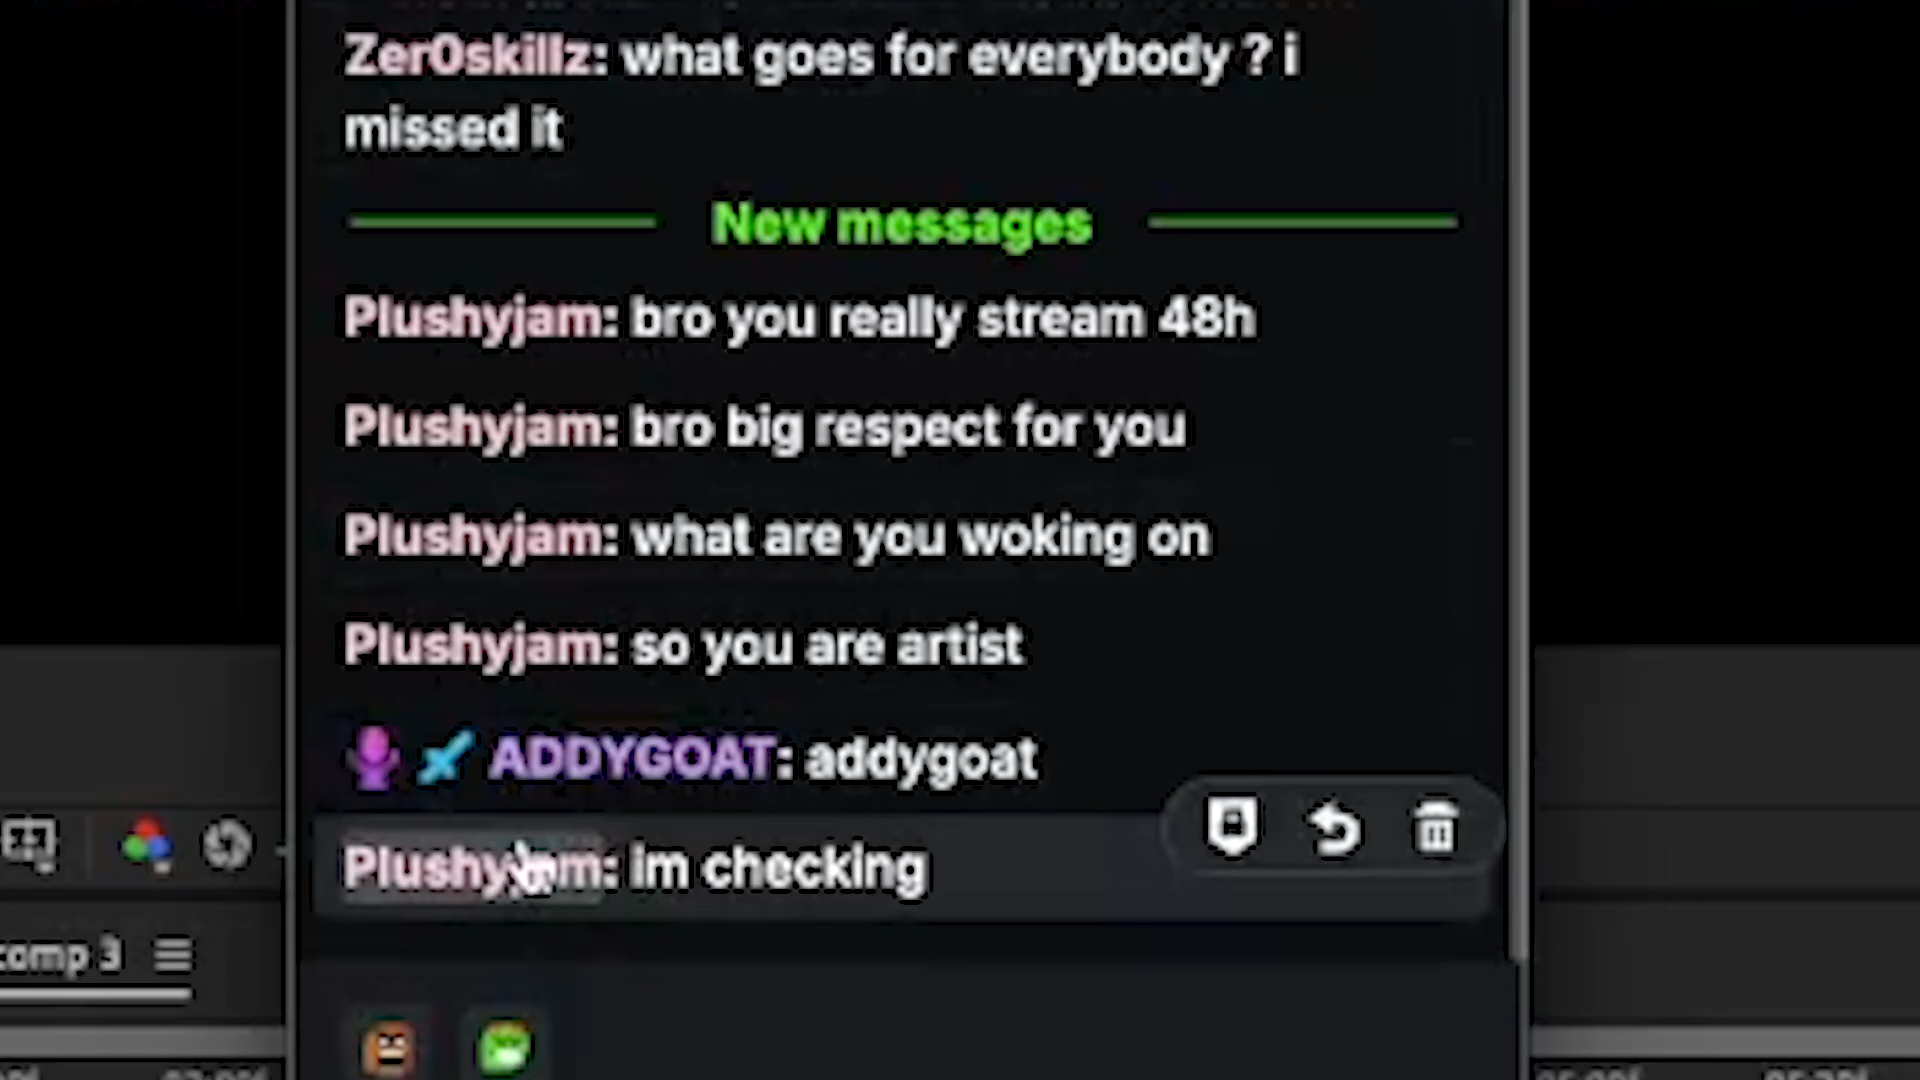 Zer0skillz: what goes for everybody ? i
missed it
New messages
Plushyjam: bro you really stream 48h
Plushyjam: bro big respect for you
Plushyjam: what are you woking on
Plushyjam: so you are artist
ADDYGOAT: addygoat
Plushyjam: im checking
comp 3